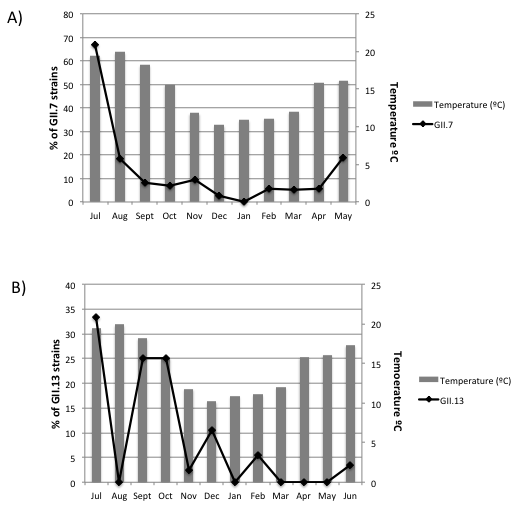 A)
% of GII.7 strains
80
70
60
50
40
30
20
10
0
25
20
15
10
5
0
Temperature ºC
Jul Aug Sept Oct Nov Dec Jan Feb Mar Apr May
Temperature (ºC)
GII.7
B)
% of GII.13 strains
40
35
30
25
20
15
10
5
0
25
20
15
10
5
0
Temoerature ºC
Jul Aug Sept Oct Nov Dec Jan Feb Mar Apr May Jun
Temperature (ºC)
GII.13